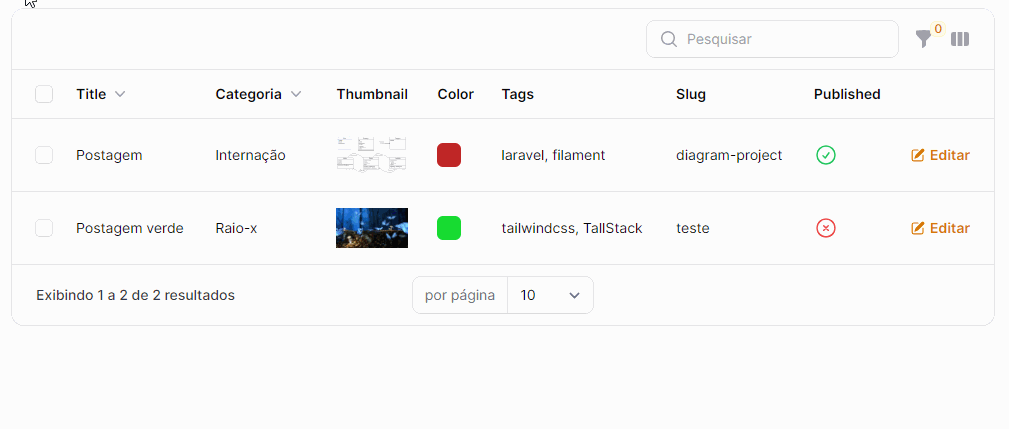 Pesquisar
0
Title Categoria Thumbnail Color Tags Slug Published
Postagem Internação laravel, filament diagram-project Editar
Postagem verde Raio-x tailwindcss, TallStack teste Editar
Exibindo 1 a 2 de 2 resultados por página 10